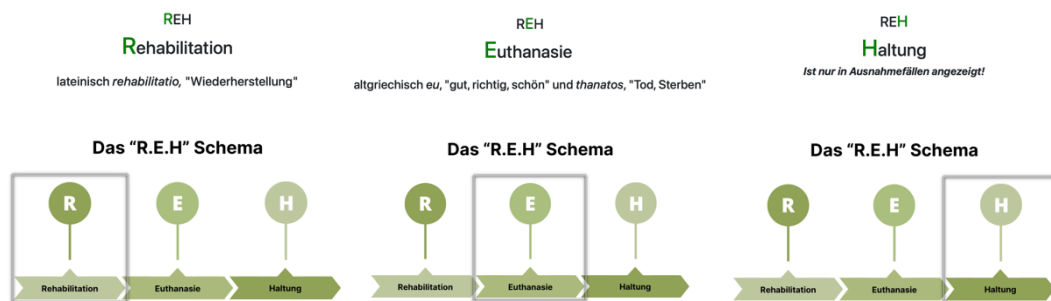 REH
Rehabilitation
lateinisch rehabilitatio, "Wiederherstellung"
Das “R.E.H” Schema
R
E
H
Rehabilitation
Euthanasie
Haltung
REH
Euthanasie
altgriechisch eu, "gut, richtig, schön" und thanatos, "Tod, Sterben"
Das “R.E.H” Schema
R
E
H
Rehabilitation
Euthanasie
Haltung
REH
Haltung
Ist nur in Ausnahmefällen angezeigt!
Das “R.E.H” Schema
R
E
H
Rehabilitation
Euthanasie
Haltung